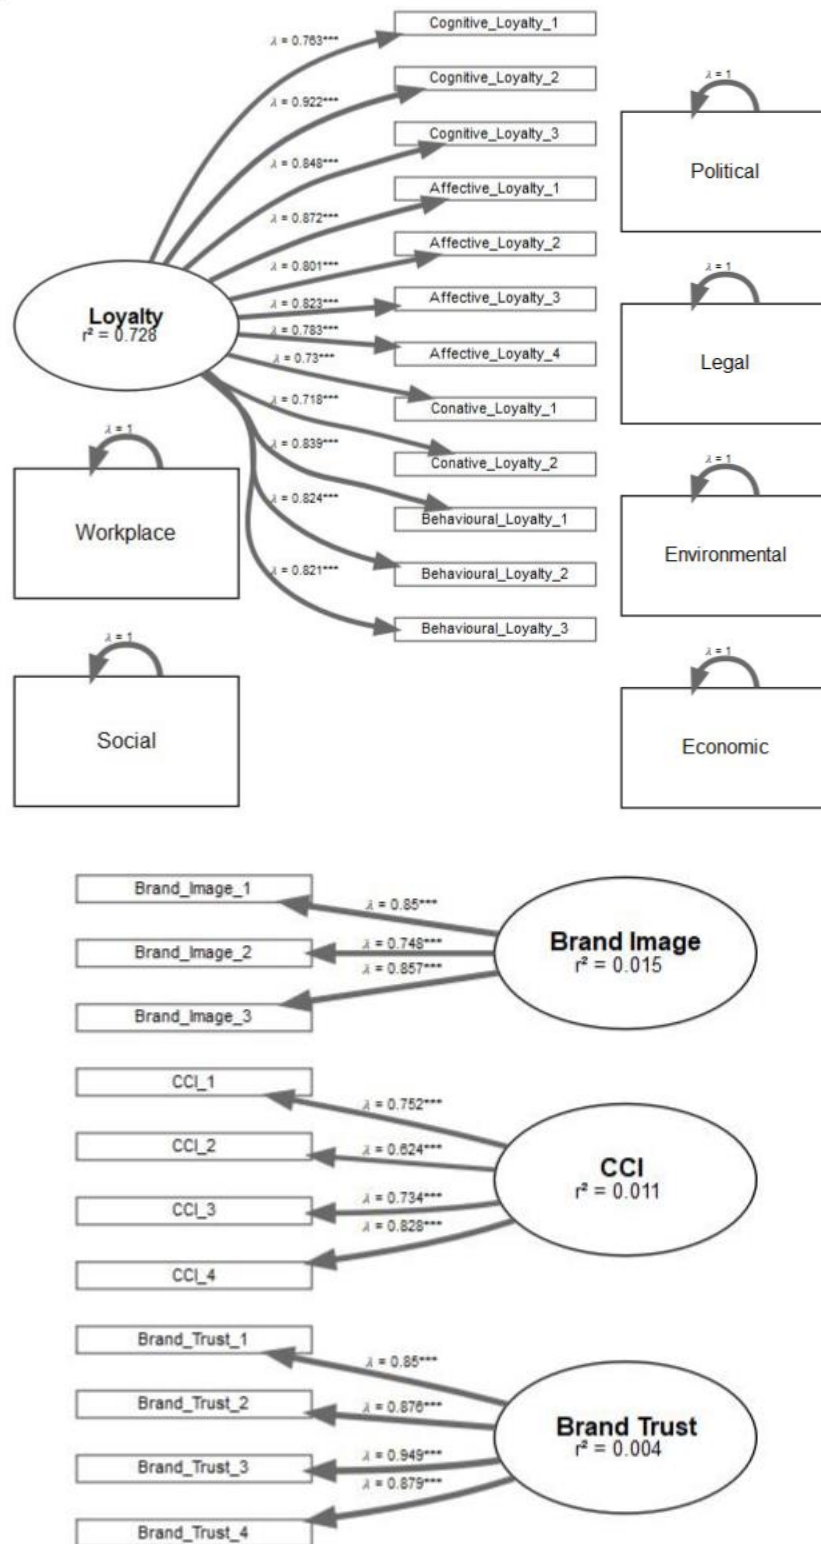 Cognitive_Loyalty_1
λ = 0.763***
Cognitive_Loyalty_2
λ = 0.922***
Cognitive_Loyalty_3
λ = 0.848***
Affective_Loyalty_1
λ = 0.872***
Affective_Loyalty_2
λ = 0.801***
Affective_Loyalty_3
λ = 0.823***
Affective_Loyalty_4
λ = 0.783***
Conative_Loyalty_1
λ = 0.73***
Conative_Loyalty_2
λ = 0.718***
Behavioural_Loyalty_1
λ = 0.839***
Behavioural_Loyalty_2
λ = 0.824***
Behavioural_Loyalty_3
λ = 0.821***
Loyalty
r² = 0.728
λ = 1
Workplace
λ = 1
Social
λ = 1
Political
λ = 1
Legal
λ = 1
Environmental
λ = 1
Economic
Brand_Image_1
λ = 0.85***
Brand_Image_2
λ = 0.748***
Brand_Image_3
λ = 0.857***
Brand Image
r² = 0.015
CCI_1
λ = 0.752***
CCI_2
λ = 0.624***
CCI_3
λ = 0.734***
CCI_4
λ = 0.828***
CCI
r² = 0.011
Brand_Trust_1
λ = 0.85***
Brand_Trust_2
λ = 0.876***
Brand_Trust_3
λ = 0.949***
Brand_Trust_4
λ = 0.879***
Brand Trust
r² = 0.004